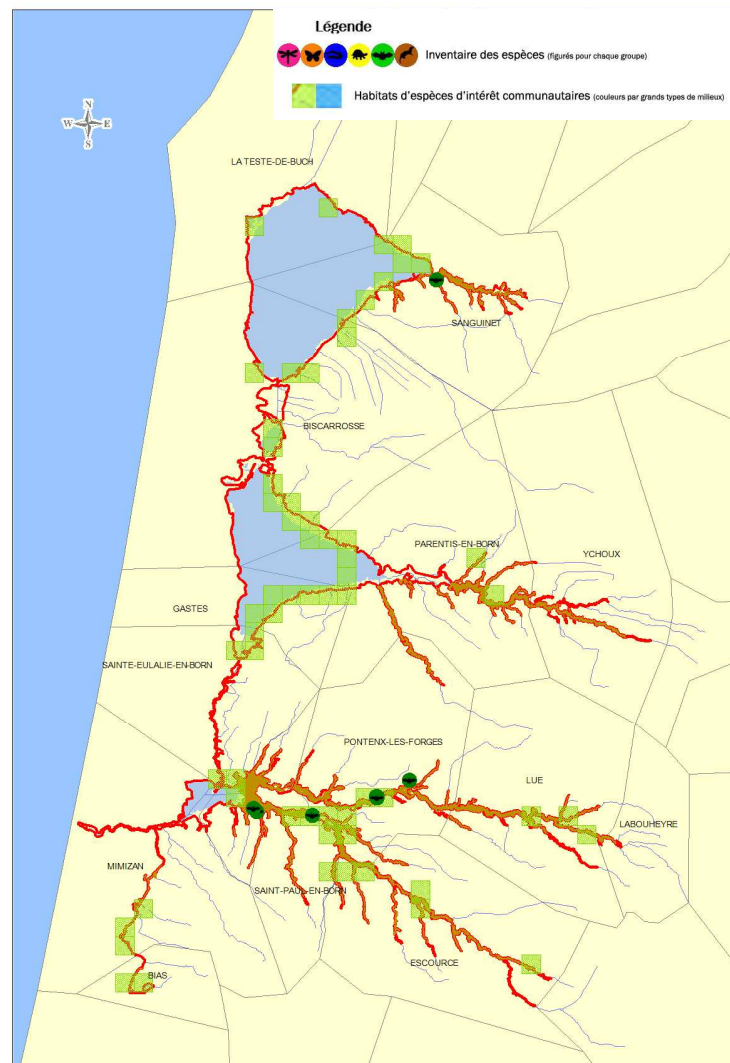 Légende
Inventaire des espèces (figurés pour chaque groupe)
Habitats d'espèces d'intérêt communautaires (couleurs par grands types de milieux)
N
W E
S
LA TESTE-DE-BUCH
SANGUINET
BISCARROSSE
PARENTIS-EN-BORN
YCHOUX
GASTES
SAINTE-EULALIE-EN-BORN
PONTENX-LES-FORGES
LUE
LABOUHEYRE
MIMIZAN
SAINT-PAUL-EN-BORN
ESCOURCE
BIAS